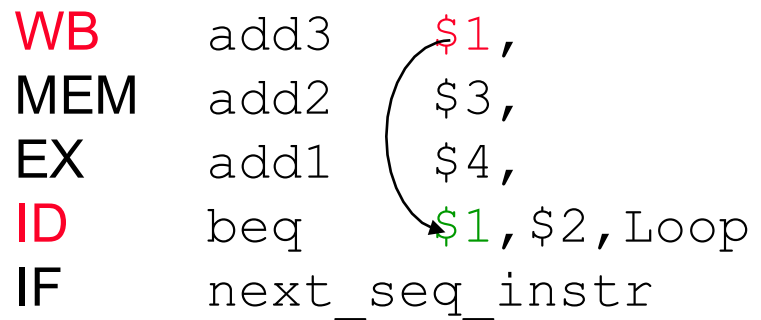 WB add3 $1,
MEM add2 $3,
EX add1 $4,
ID beq $1,$2,Loop
IF next_seq_instr